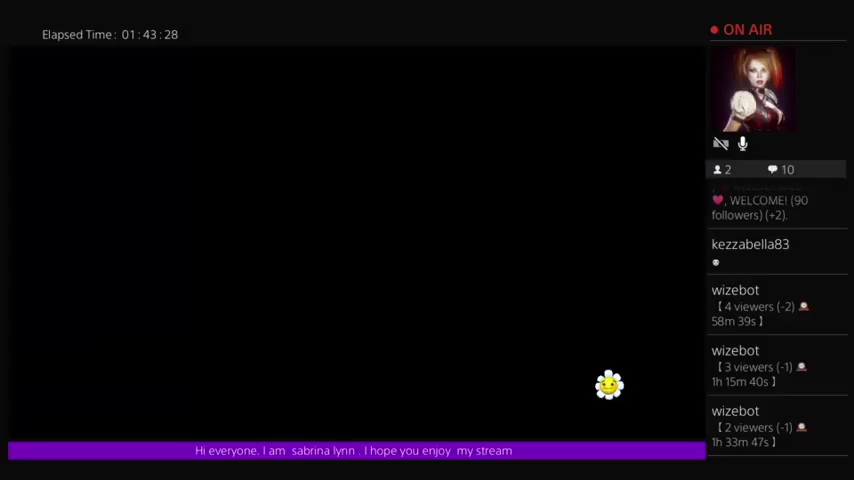 Elapsed Time: 01:43:28
ON AIR
2 10
, WELCOME! (90
followers) (+2).
kezzabella83
wizebot
[ 4 viewers (-2)
58m 39s ]
wizebot
[ 3 viewers (-1)
1h 15m 40s ]
wizebot
[ 2 viewers (-1)
1h 33m 47s ]
Hi everyone. I am sabrina lynn . I hope you enjoy my stream